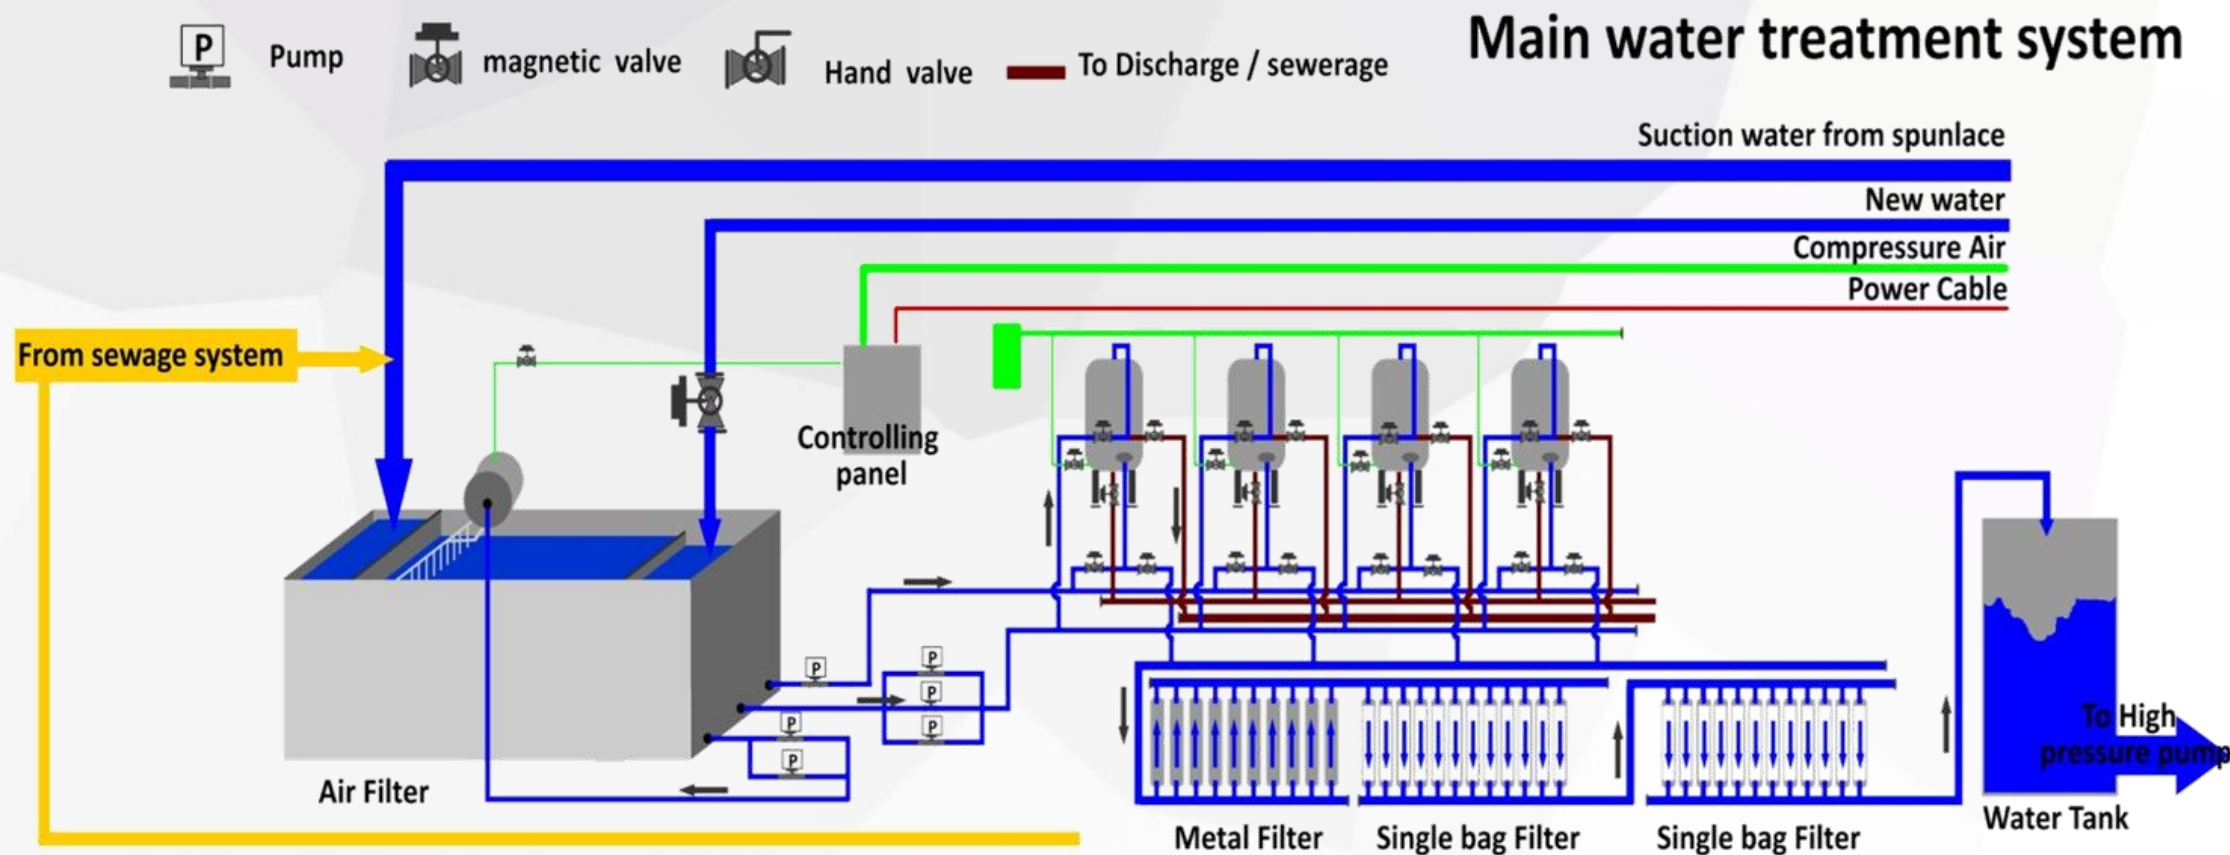 Main water treatment system
P
Pump
magnetic valve
Hand valve
To Discharge / sewerage
Suction water from spunlace
New water
Compressure Air
Power Cable
From sewage system
Controlling
panel
P
P
P
P
P
P
To High
pressure pump
Air Filter
Metal Filter
Single bag Filter
Single bag Filter
Water Tank